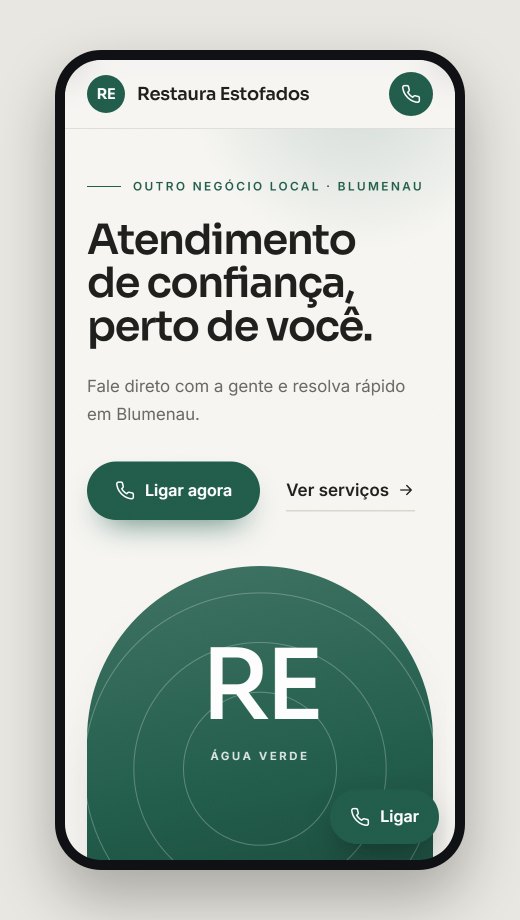 RE
Restaura Estofados
OUTRO NEGÓCIO LOCAL · BLUMENAU
Atendimento
de confiança,
perto de você.
Fale direto com a gente e resolva rápido
em Blumenau.
Ligar agora
Ver serviços →
RE
ÁGUA VERDE
Ligar